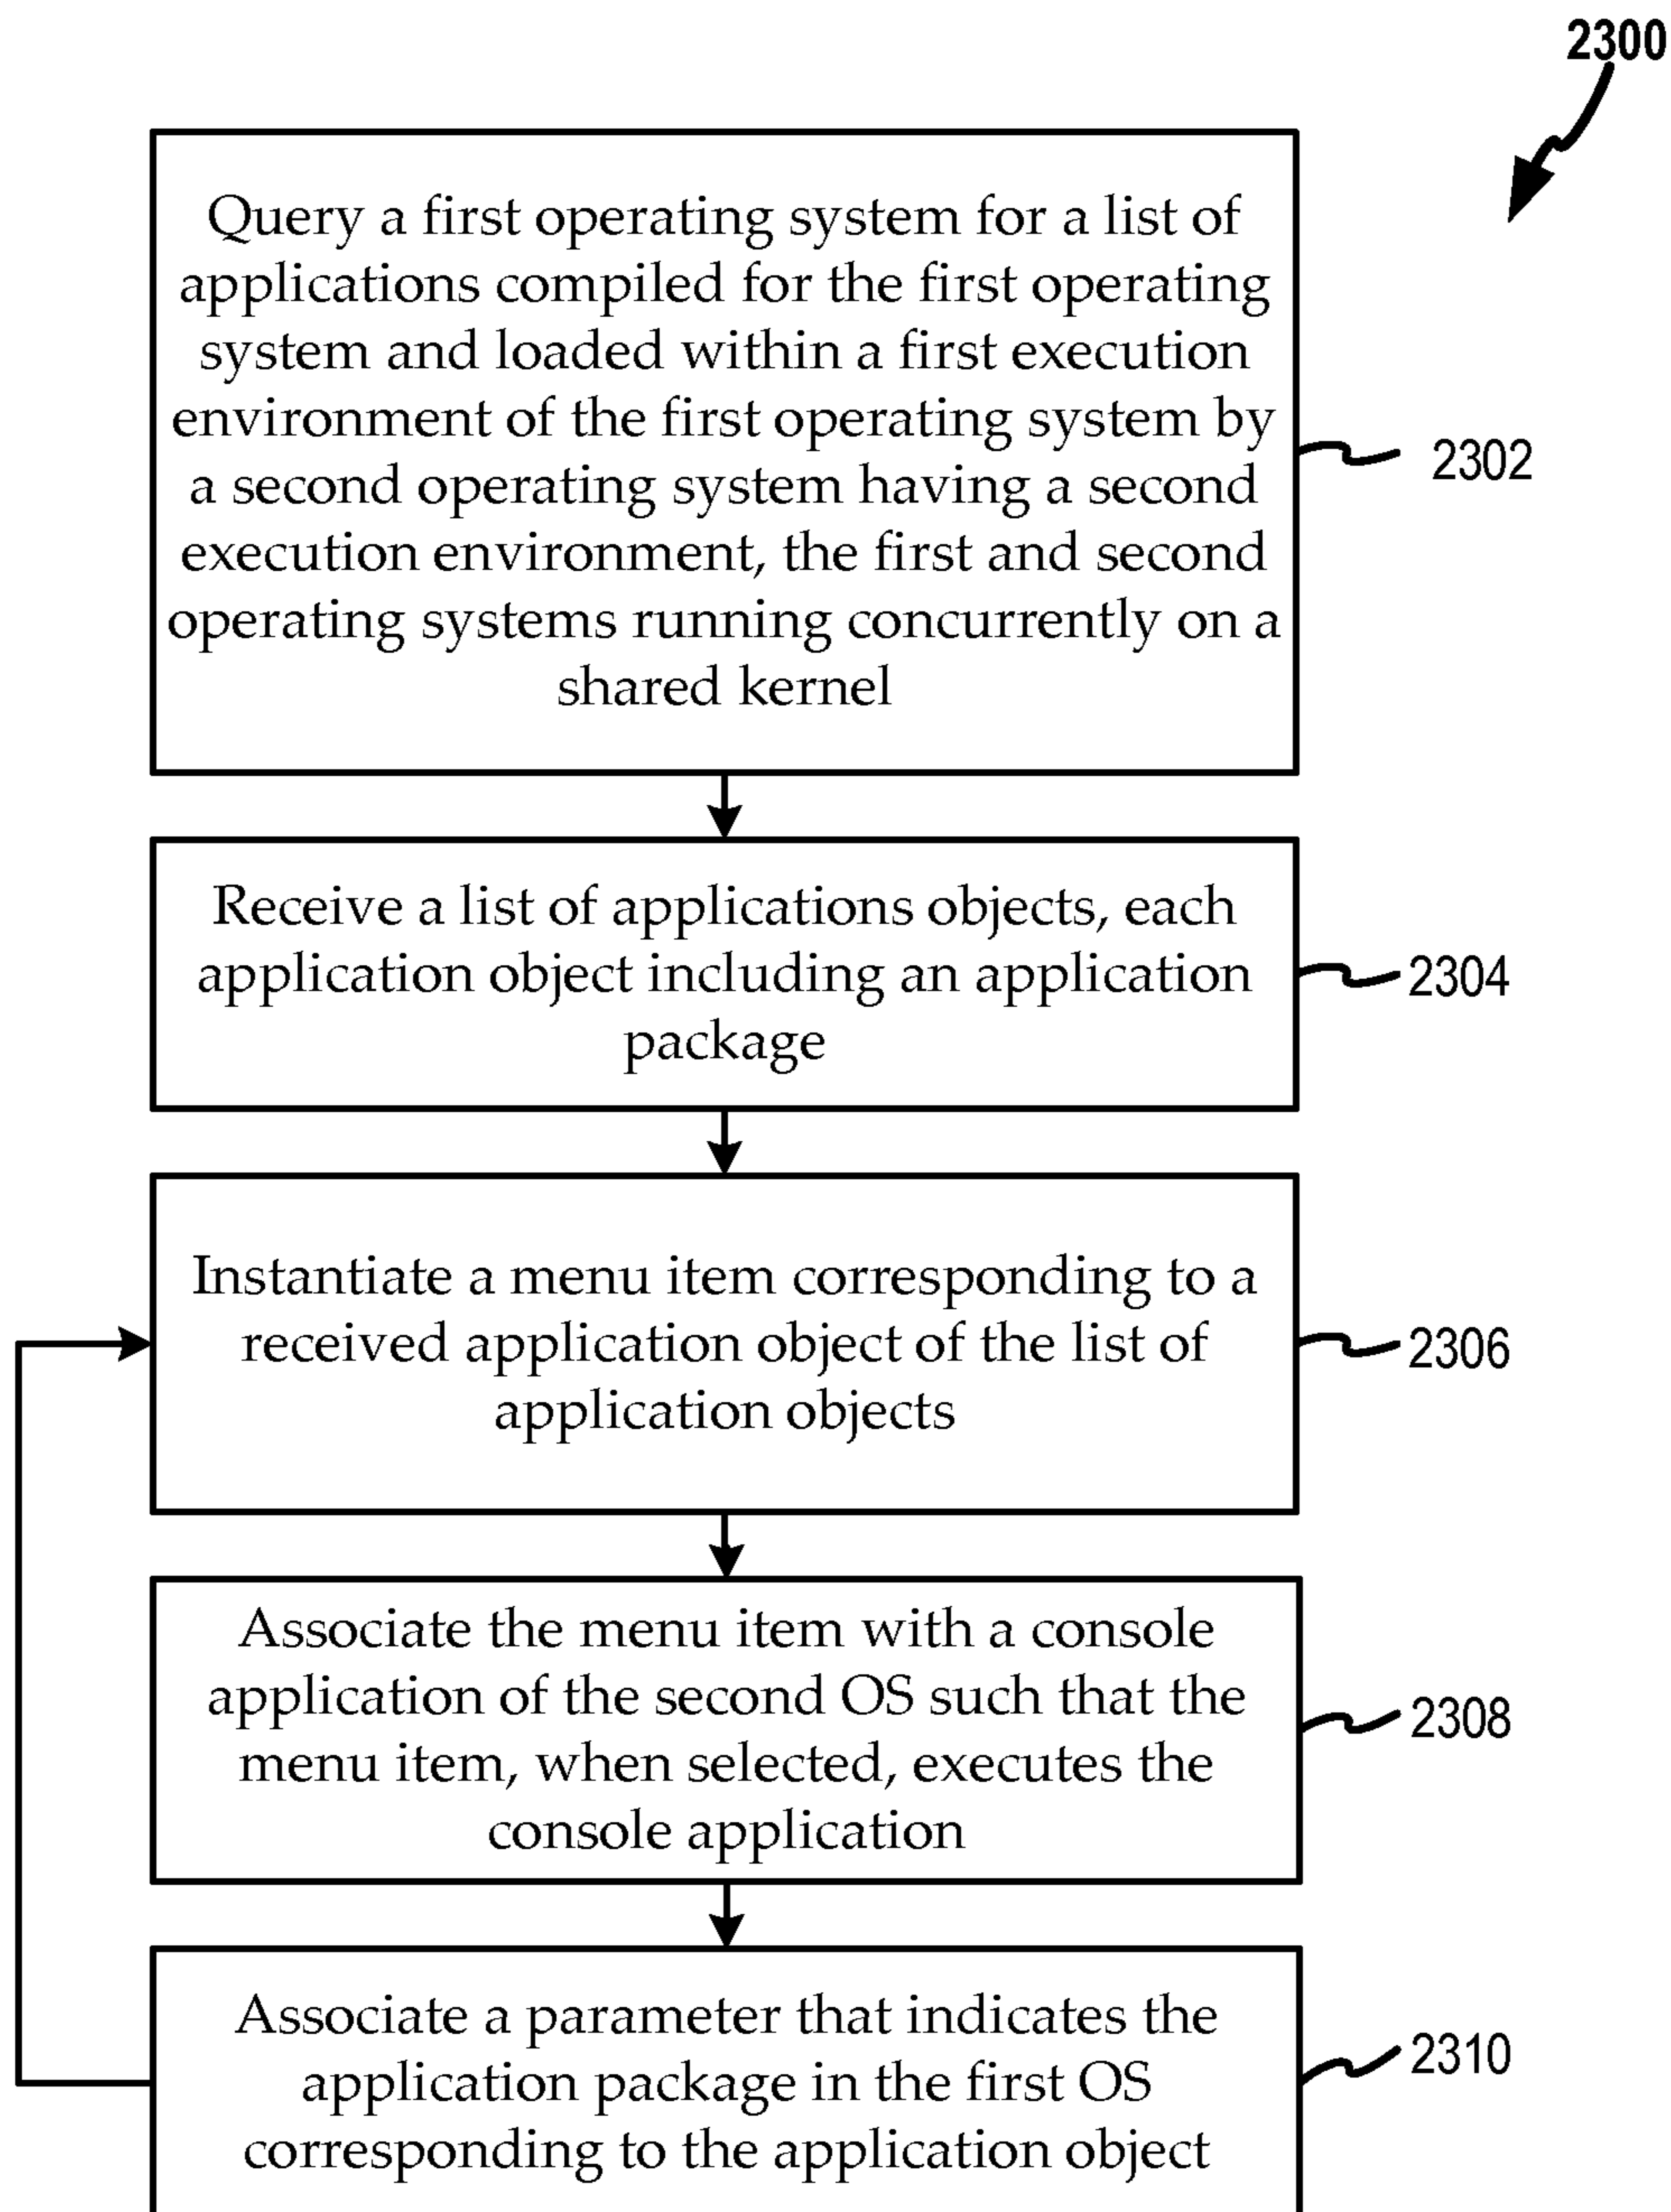 2300
Query a first operating system for a list of
applications compiled for the first operating
system and loaded within a first execution
environment of the first operating system by
a second operating system having a second
execution environment, the first and second
operating systems running concurrently on a
shared kernel
2302
Receive a list of applications objects, each
application object including an application
package
2304
Instantiate a menu item corresponding to a
received application object of the list of
application objects
2306
Associate the menu item with a console
application of the second OS such that the
menu item, when selected, executes the
console application
2308
Associate a parameter that indicates the
application package in the first OS
corresponding to the application object
2310